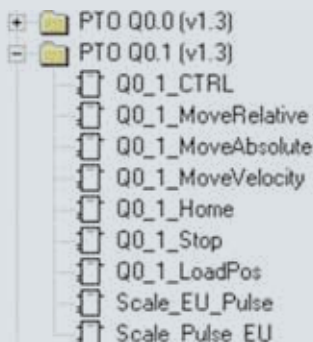 PTO Q0.0 (v1.3)
PTO Q0.1 (v1.3)
Q0_1_CTRL
Q0_1_MoveRelative
Q0_1_MoveAbsolute
Q0_1_MoveVelocity
Q0_1_Home
Q0_1_Stop
Q0_1_LoadPos
Scale_EU_Pulse
Scale_Pulse_EU